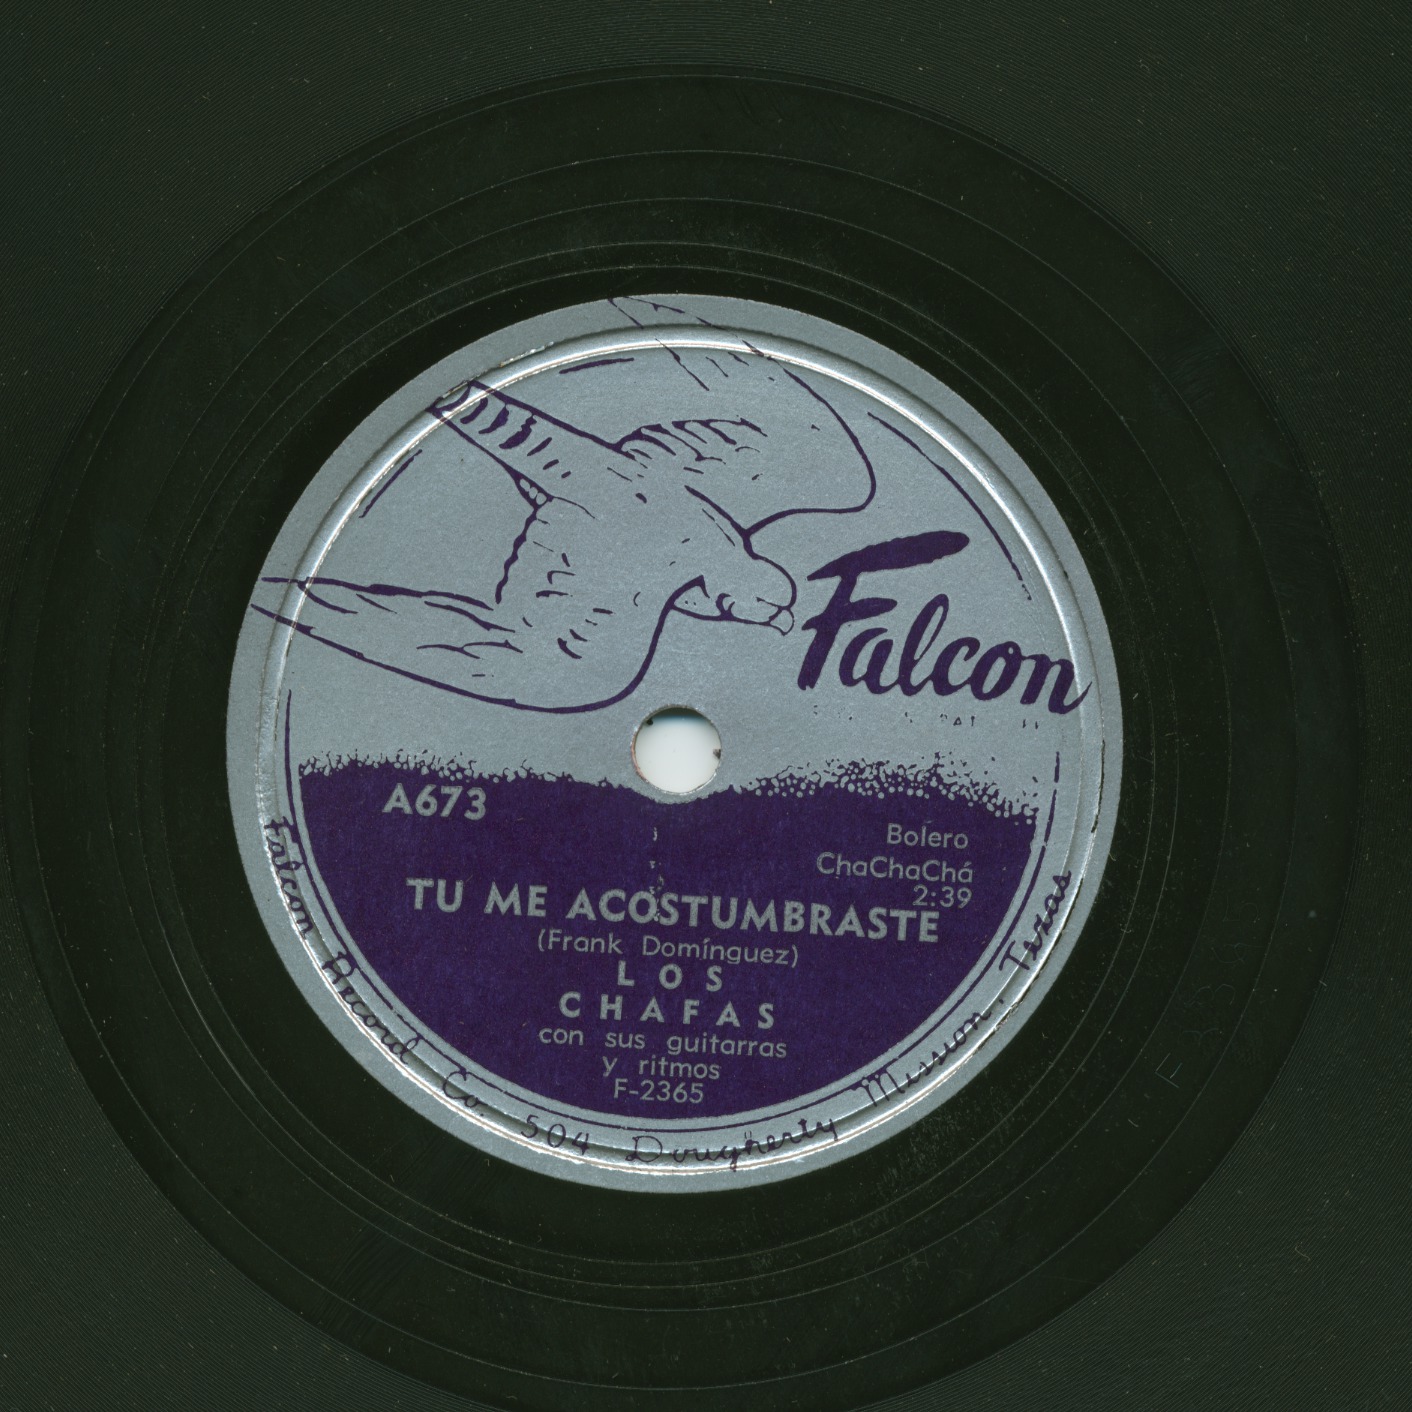 Falcon
A673
Bolero
ChaChaChá
2:39
TU ME ACOSTUMBRASTE
(Frank Domínguez)
LOS
CHAFAS
con sus guitarras
y ritmos
F-2365
Falcon Record Co. 504 Dougherty Mission, Texas